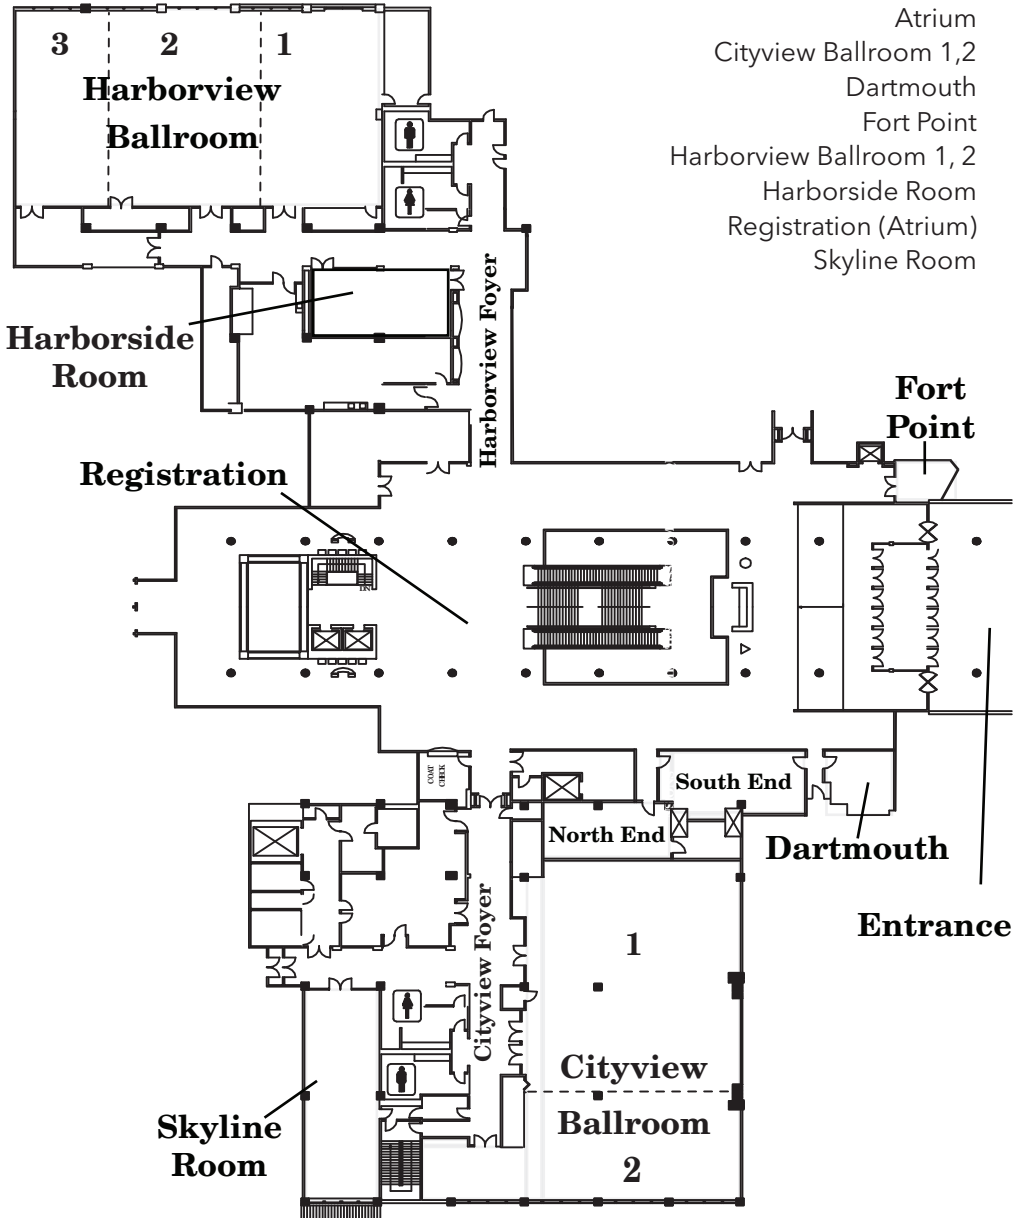 Atrium
Cityview Ballroom 1,2
Dartmouth
Fort Point
Harborview Ballroom 1, 2
Harborside Room
Registration (Atrium)
Skyline Room
3 2 1
Harborview
Ballroom
Harborside
Room
Harborview Foyer
Fort
Point
Registration
COAT
CHECK
South End
North End
Dartmouth
Entrance
Cityview Foyer
1
Cityview
Ballroom
2
Skyline
Room